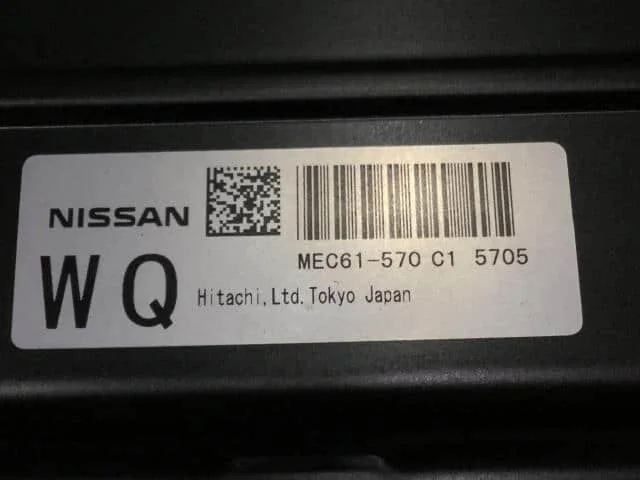 NISSAN
MEC61-570 C1 5705
W Q
Hitachi,Ltd.Tokyo Japan